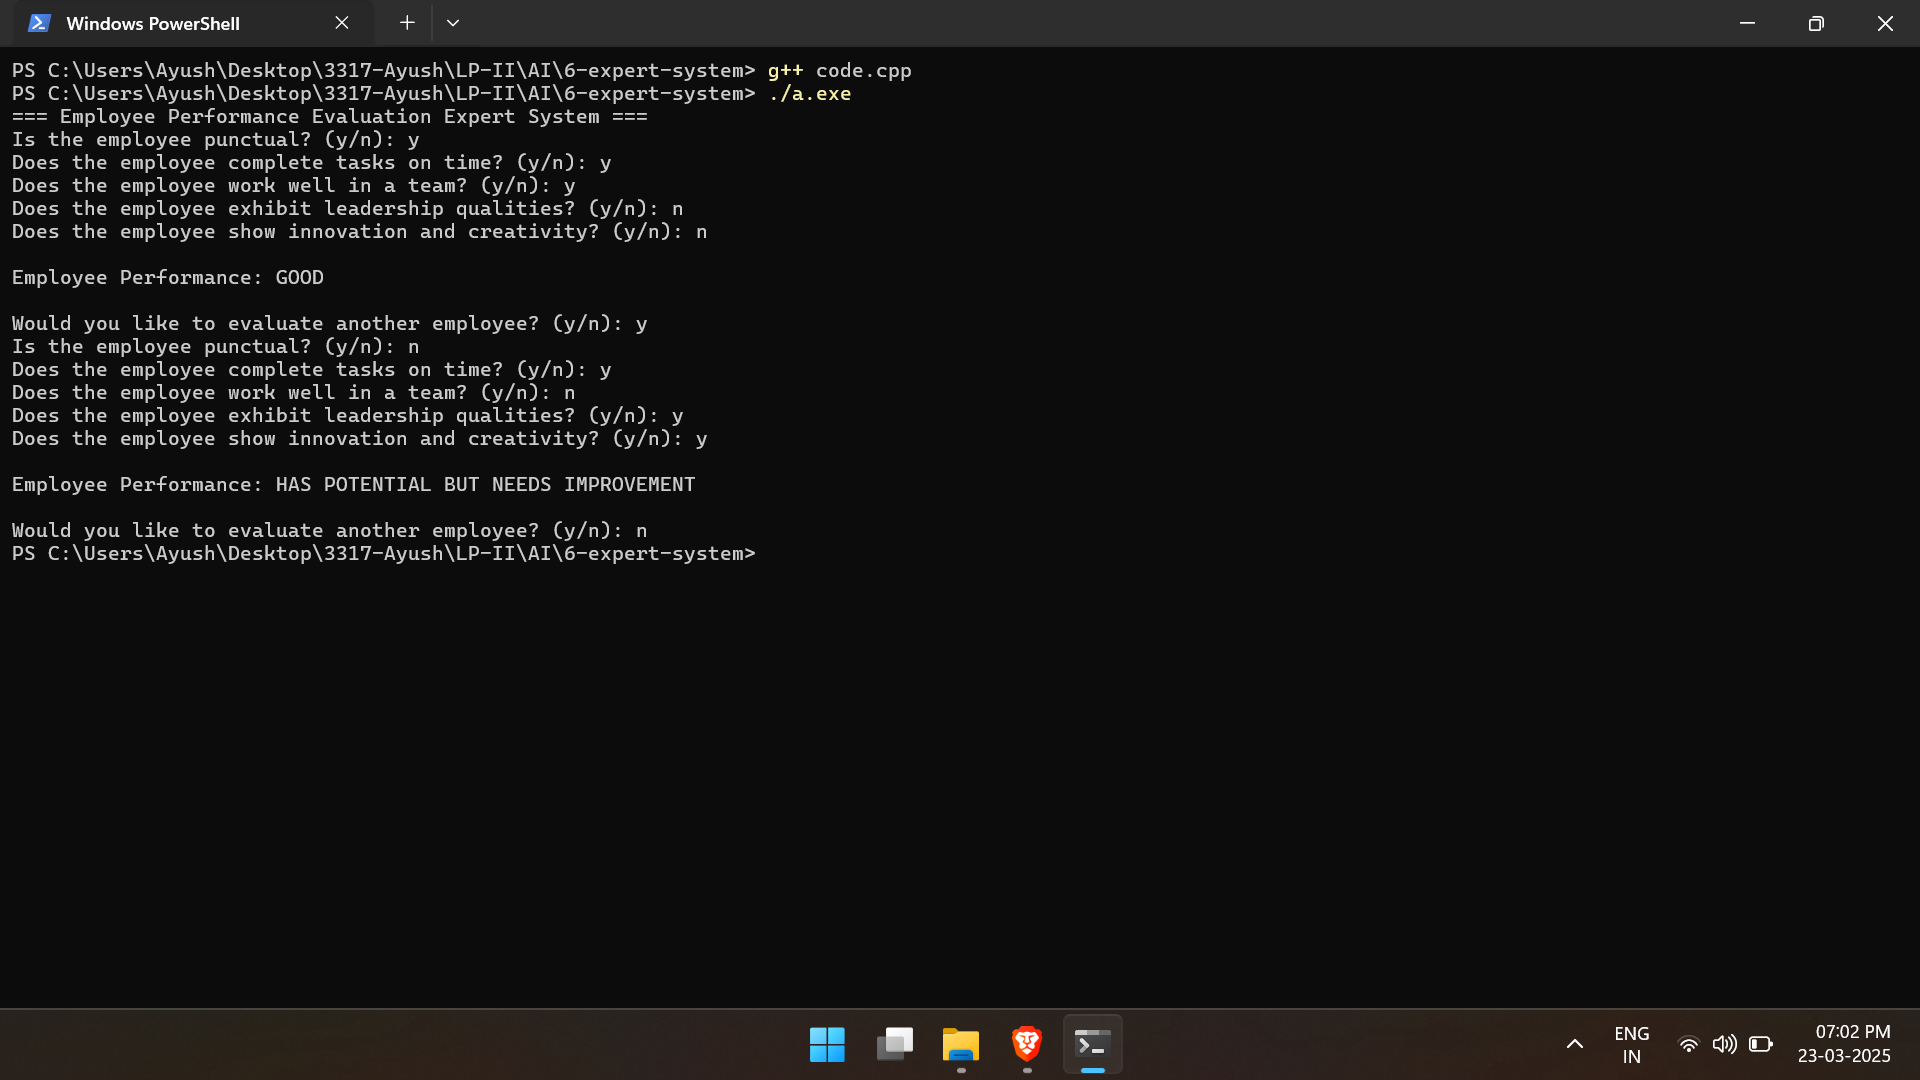 Windows PowerShell
PS C:\Users\Ayush\Desktop\3317-Ayush\LP-II\AI\6-expert-system> g++ code.cpp
PS C:\Users\Ayush\Desktop\3317-Ayush\LP-II\AI\6-expert-system> ./a.exe
=== Employee Performance Evaluation Expert System ===
Is the employee punctual? (y/n): y
Does the employee complete tasks on time? (y/n): y
Does the employee work well in a team? (y/n): y
Does the employee exhibit leadership qualities? (y/n): n
Does the employee show innovation and creativity? (y/n): n
Employee Performance: GOOD
Would you like to evaluate another employee? (y/n): y
Is the employee punctual? (y/n): n
Does the employee complete tasks on time? (y/n): y
Does the employee work well in a team? (y/n): n
Does the employee exhibit leadership qualities? (y/n): y
Does the employee show innovation and creativity? (y/n): y
Employee Performance: HAS POTENTIAL BUT NEEDS IMPROVEMENT
Would you like to evaluate another employee? (y/n): n
PS C:\Users\Ayush\Desktop\3317-Ayush\LP-II\AI\6-expert-system>
ENG
IN
07:02 PM
23-03-2025